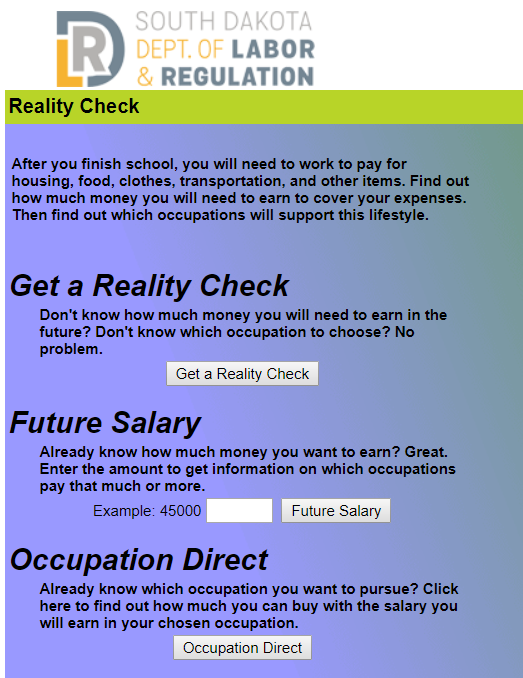 SOUTH DAKOTA
DEPT. OF LABOR
& REGULATION
Reality Check
After you finish school, you will need to work to pay for
housing, food, clothes, transportation, and other items. Find out
how much money you will need to earn to cover your expenses.
Then find out which occupations will support this lifestyle.
Get a Reality Check
Don't know how much money you will need to earn in the
future? Don't know which occupation to choose? No
problem.
Get a Reality Check
Future Salary
Already know how much money you want to earn? Great.
Enter the amount to get information on which occupations
pay that much or more.
Example: 45000 Future Salary
Occupation Direct
Already know which occupation you want to pursue? Click
here to find out how much you can buy with the salary you
will earn in your chosen occupation.
Occupation Direct